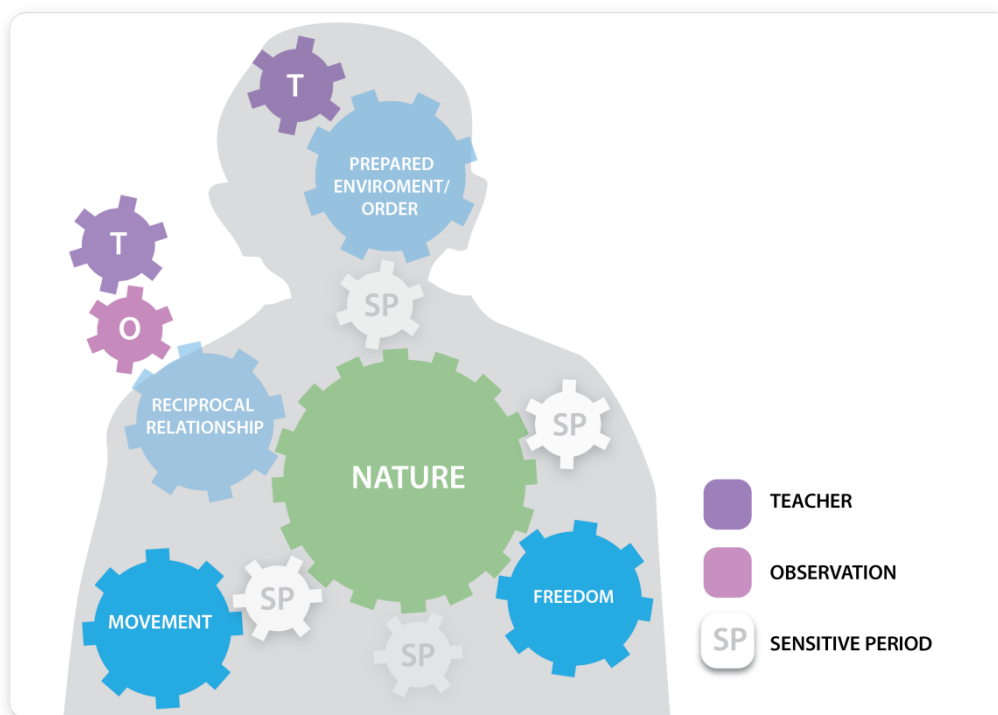 T
PREPARED
ENVIROMENT/
ORDER
T
SP
O
RECIPROCAL
RELATIONSHIP
SP
NATURE
TEACHER
OBSERVATION
SP
FREEDOM
MOVEMENT
SP
SP
SENSITIVE PERIOD